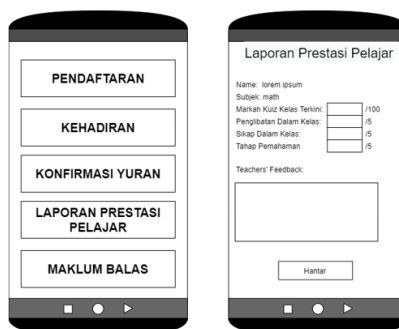 PENDAFTARAN
KEHADIRAN
KONFIRMASI YURAN
LAPORAN PRESTASI
PELAJAR
MAKLUM BALAS
Laporan Prestasi Pelajar
Name: lorem ipsum
Subjek: math
Markah Kuiz Kelas Terkini: /100
Penglibatan Dalam Kelas: /5
Sikap Dalam Kelas: /5
Tahap Pemahaman /5
Teachers' Feedback:
Hantar